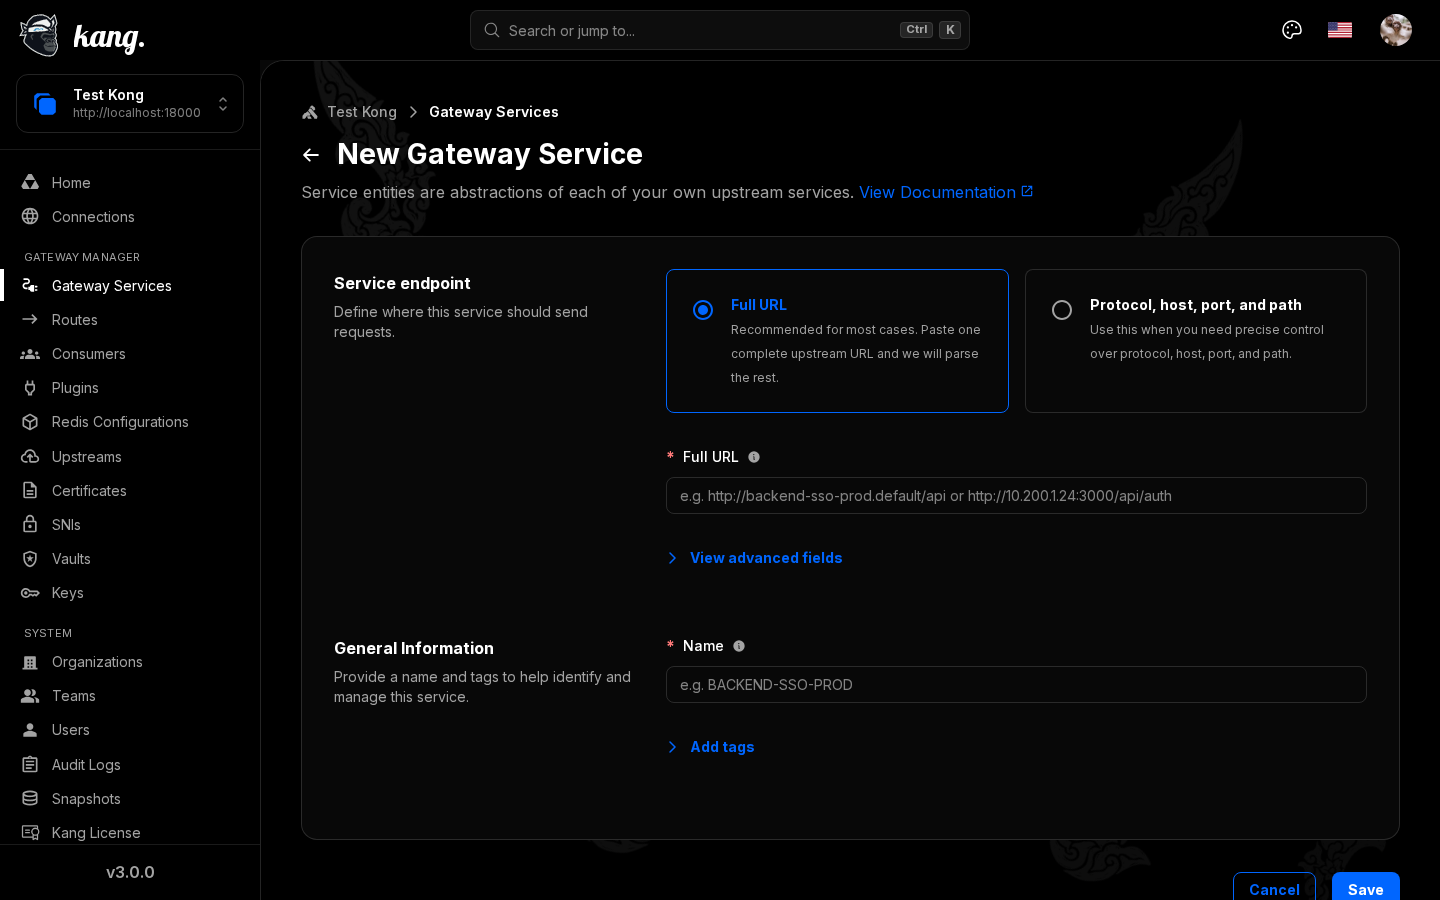 kang.
Search or jump to...
Ctrl
K
Test Kong
http://localhost:18000
Home
Connections
GATEWAY MANAGER
Gateway Services
Routes
Consumers
Plugins
Redis Configurations
Upstreams
Certificates
SNIs
Vaults
Keys
SYSTEM
Organizations
Teams
Users
Audit Logs
Snapshots
Kang License
v3.0.0
Test Kong
Gateway Services
New Gateway Service
Service entities are abstractions of each of your own upstream services. View Documentation
Service endpoint
Define where this service should send
requests.
Full URL
Recommended for most cases. Paste one
complete upstream URL and we will parse
the rest.
Protocol, host, port, and path
Use this when you need precise control
over protocol, host, port, and path.
* Full URL
e.g. http://backend-sso-prod.default/api or http://10.200.1.24:3000/api/auth
View advanced fields
General Information
Provide a name and tags to help identify and
manage this service.
* Name
e.g. BACKEND-SSO-PROD
Add tags
Cancel
Save